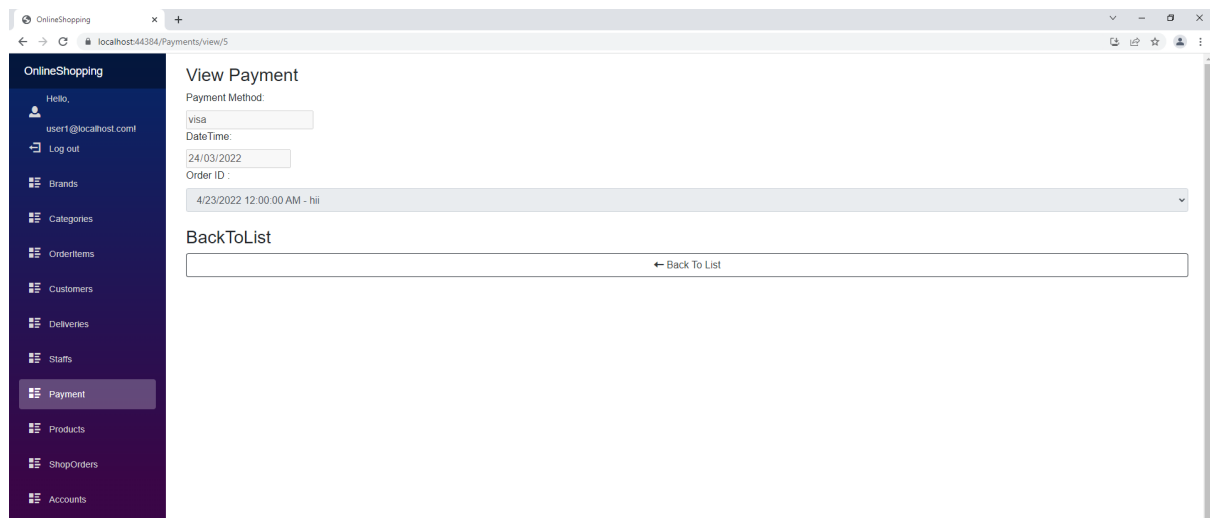 OnlineShopping
localhost:44384/Payments/view/5
OnlineShopping
Hello,
user1@localhost.com!
Log out
Brands
Categories
OrderItems
Customers
Deliveries
Staffs
Payment
Products
ShopOrders
Accounts
View Payment
Payment Method:
visa
DateTime:
24/03/2022
Order ID :
4/23/2022 12:00:00 AM - hii
BackToList
Back To List